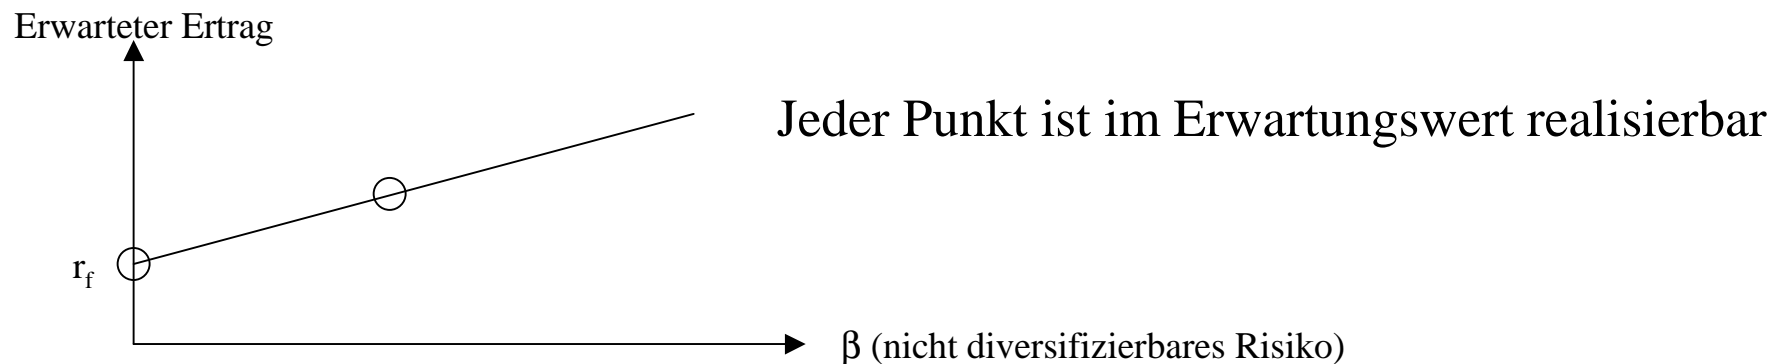 Erwarteter Ertrag
Jeder Punkt ist im Erwartungswert realisierbar
r_f
β (nicht diversifizierbares Risiko)